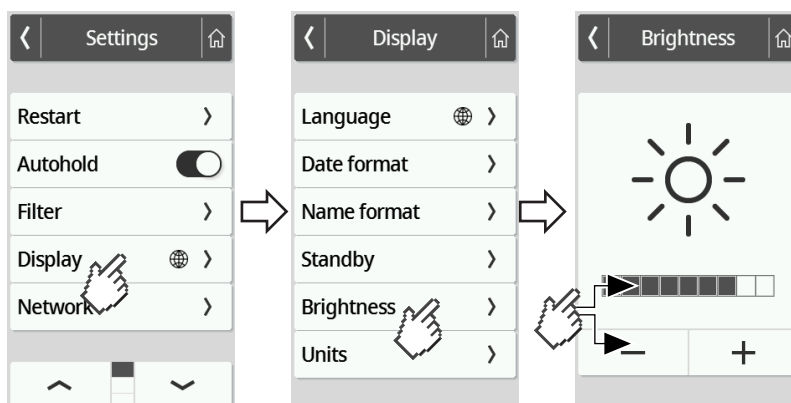 Settings
Restart
Autohold
Filter
Display
Network
Display
Language
Date format
Name format
Standby
Brightness
Units
Brightness